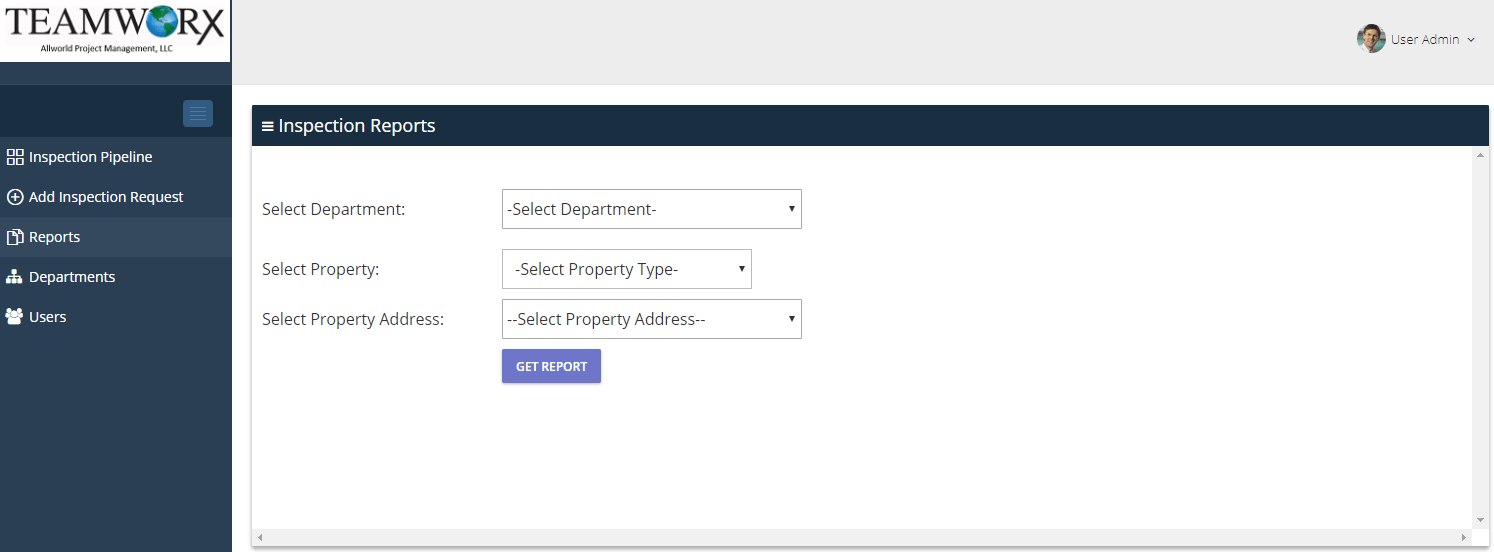 TEAMWORX
Allworld Project Management, LLC
User Admin
Inspection Reports
Inspection Pipeline
Add Inspection Request
Reports
Departments
Users
Select Department: -Select Department-
Select Property: -Select Property Type-
Select Property Address: --Select Property Address--
GET REPORT